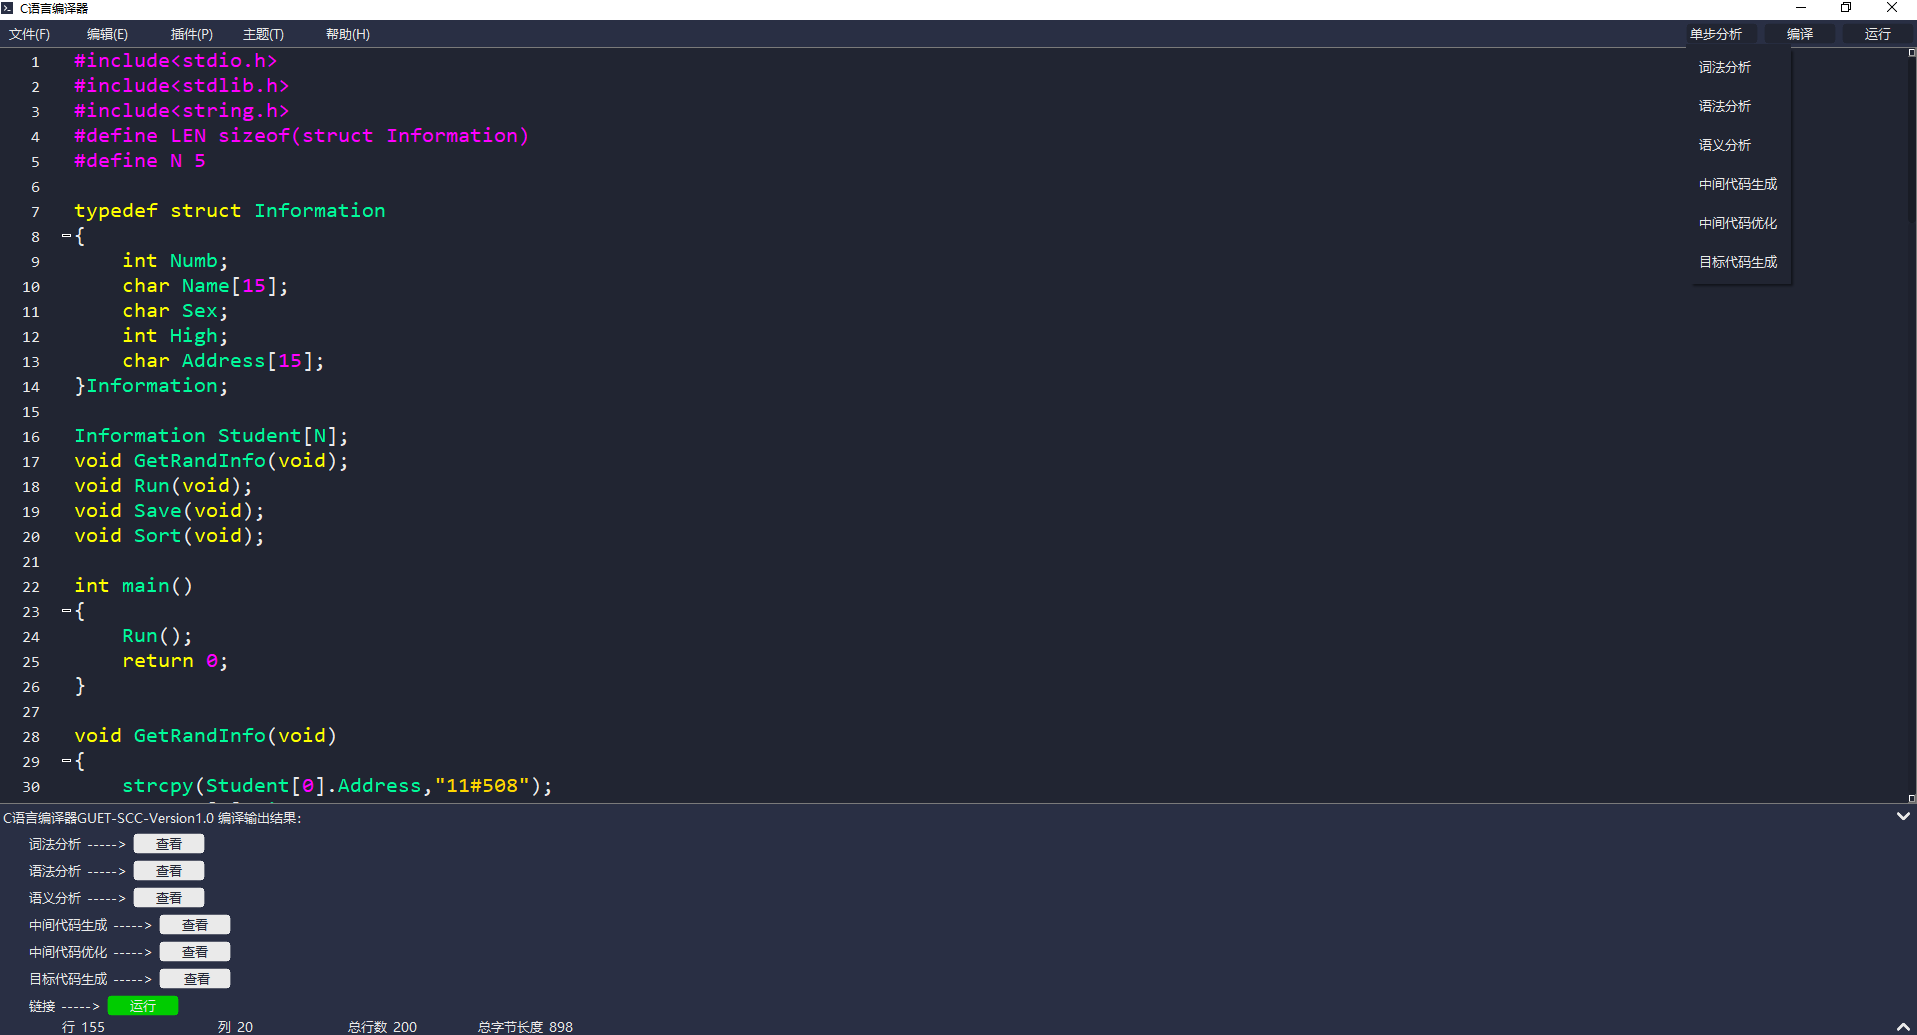 C语言编译器
文件(F) 编辑(E) 插件(P) 主题(T) 帮助(H) 单步分析 编译 运行
词法分析
语法分析
语义分析
中间代码生成
中间代码优化
目标代码生成
1 #include<stdio.h>
2 #include<stdlib.h>
3 #include<string.h>
4 #define LEN sizeof(struct Information)
5 #define N 5
6
7 typedef struct Information
8 {
9     int Numb;
10     char Name[15];
11     char Sex;
12     int High;
13     char Address[15];
14 }Information;
15
16 Information Student[N];
17 void GetRandInfo(void);
18 void Run(void);
19 void Save(void);
20 void Sort(void);
21
22 int main()
23 {
24     Run();
25     return 0;
26 }
27
28 void GetRandInfo(void)
29 {
30     strcpy(Student[0].Address,"11#508");
C语言编译器GUET-SCC-Version1.0 编译输出结果:
词法分析 -----> 查看
语法分析 -----> 查看
语义分析 -----> 查看
中间代码生成 -----> 查看
中间代码优化 -----> 查看
目标代码生成 -----> 查看
链接 -----> 运行
行 155 列 20 总行数 200 总字节长度 898